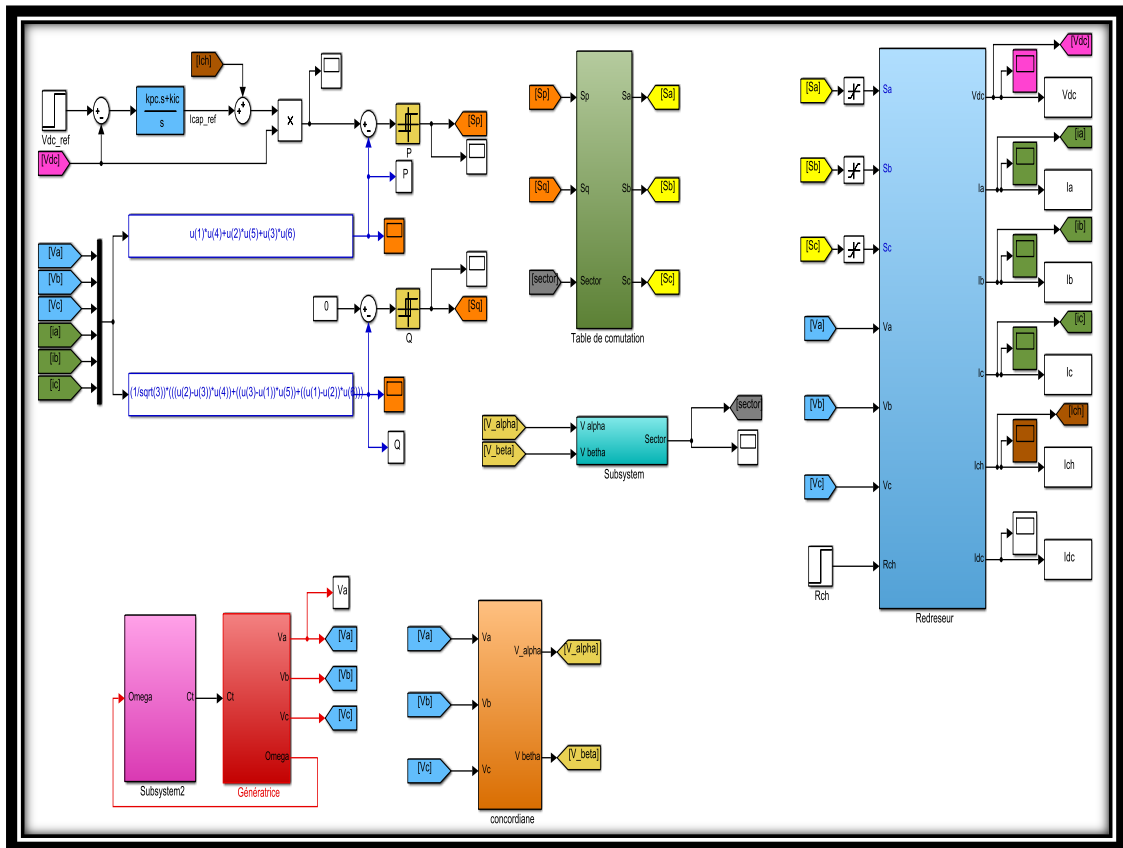 [Ich]
kpc.s+kic
s
Icap_ref
Vdc_ref
[Vdc]
x
P
[Sp]
P
u(1)*u(4)+u(2)*u(5)+u(3)*u(6)
[Va]
[Vb]
[Vc]
[ia]
[ib]
[ic]
0
Q
[Sq]
(1/sqrt(3))*(((u(2)-u(3))*u(4))+((u(3)-u(1))*u(5))+((u(1)-u(2))*u(6)))
Q
[Sp]
Sp
Sa
[Sa]
[Sq]
Sq
Sb
[Sb]
[sector]
Sector
Sc
[Sc]
Table de comutation
[V_alpha]
V alpha
[V_beta]
V betha
Sector
[sector]
Subsystem
[Sa]
Sa
[Sb]
Sb
[Sc]
Sc
[Va]
Va
[Vb]
Vb
[Vc]
Vc
Rch
Rch
Vdc
[Vdc]
Vdc
Ia
[ia]
Ia
Ib
[ib]
Ib
Ic
[ic]
Ic
Ich
[Ich]
Ich
Idc
Idc
Redreseur
Omega
Ct
Subsystem2
Ct
Va
Vb
Vc
Omega
Génératrice
Va
[Va]
[Vb]
[Vc]
[Va]
Va
[Vb]
Vb
[Vc]
Vc
V_alpha
[V_alpha]
V betha
[V_beta]
concordiane